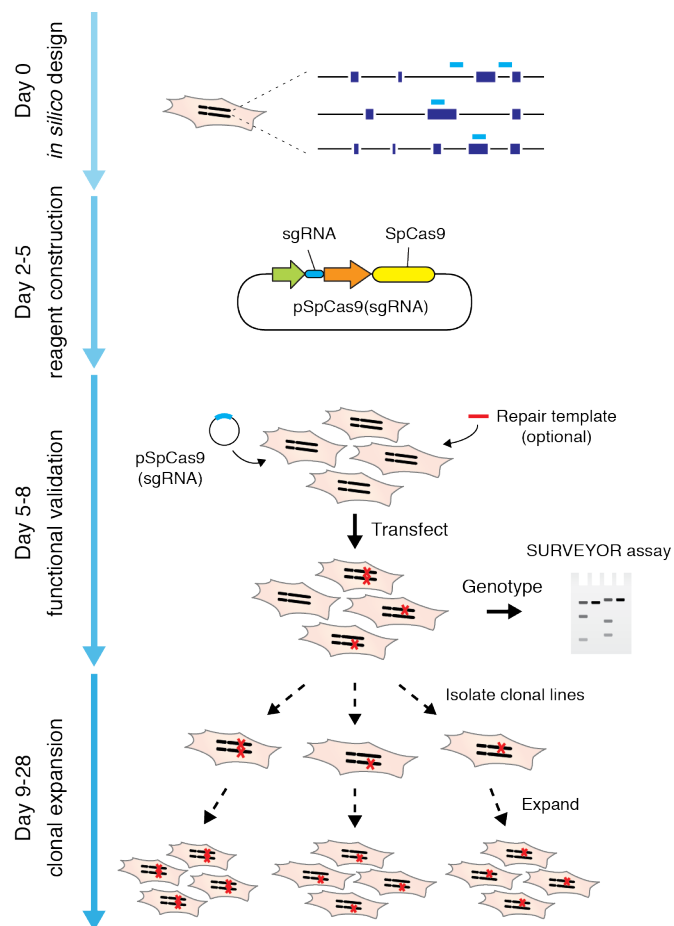 Day 0
in silico design
Day 2-5
reagent construction
sgRNA
SpCas9
pSpCas9(sgRNA)
Day 5-8
functional validation
pSpCas9
(sgRNA)
Repair template
(optional)
Transfect
SURVEYOR assay
Genotype
Day 9-28
clonal expansion
Isolate clonal lines
Expand